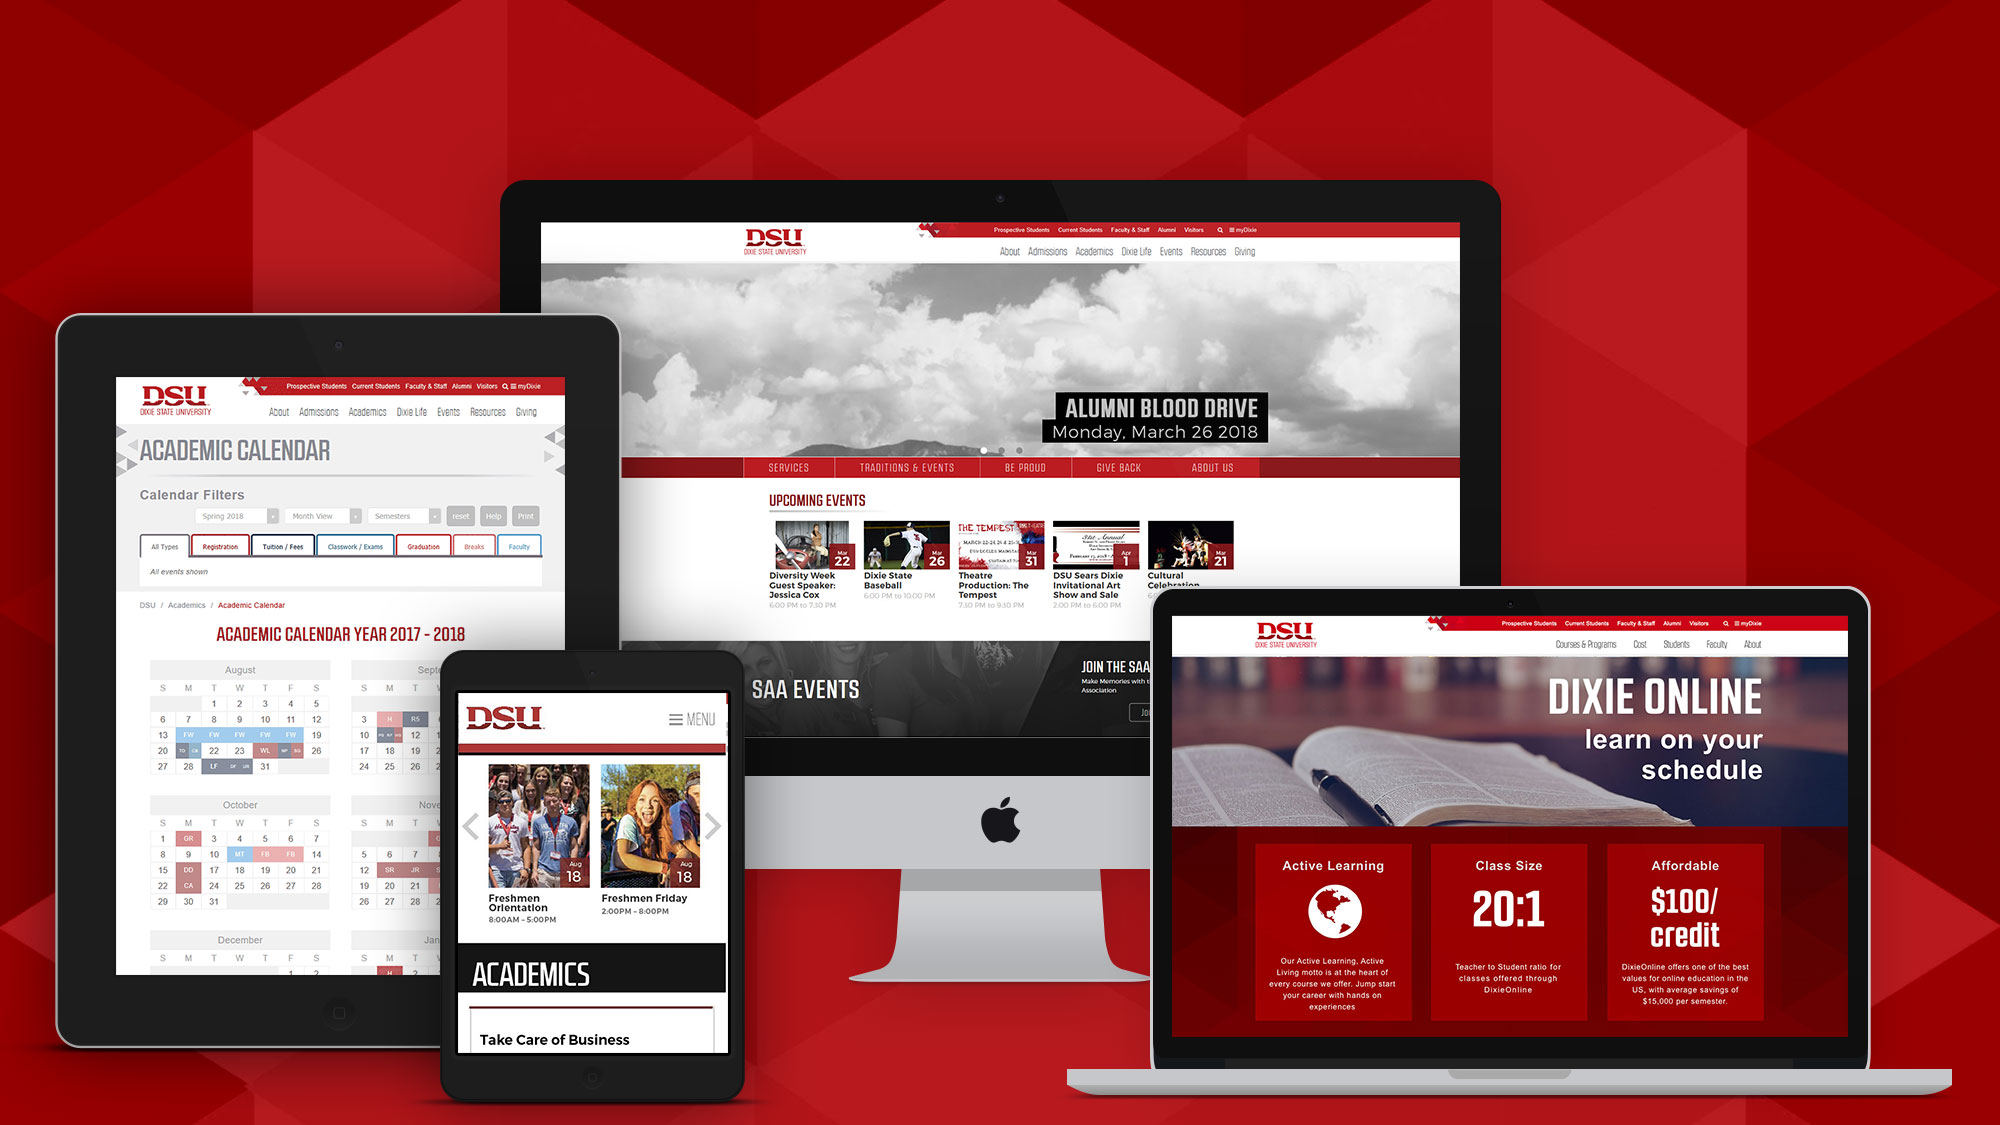 DSU
DIXIE STATE UNIVERSITY
Prospective Students Current Students Faculty & Staff Alumni Visitors myDixie
About Admissions Academics Dixie Life Events Resources Giving
ALUMNI BLOOD DRIVE
Monday, March 26 2018
SERVICES TRADITIONS & EVENTS BE PROUD GIVE BACK ABOUT US
UPCOMING EVENTS
Mar
22
Diversity Week
Guest Speaker:
Jessica Cox
6:00 PM to 7:30 PM
Mar
26
Dixie State
Baseball
6:00 PM to 10:00 PM
THE TEMPEST
Mar
31
Theatre
Production: The
Tempest
7:30 PM to 9:30 PM
Apr
1
DSU Sears Dixie
Invitational Art
Show and Sale
2:00 PM to 6:00 PM
Mar
21
Cultural
Celebration
SAA EVENTS
JOIN THE SAA
Make Memories with
Association
DSU
DIXIE STATE UNIVERSITY
Prospective Students Current Students Faculty & Staff Alumni Visitors myDixie
About Admissions Academics Dixie Life Events Resources Giving
ACADEMIC CALENDAR
Calendar Filters
Spring 2018 Month View Semesters reset Help Print
All Types Registration Tuition / Fees Classwork / Exams Graduation Breaks Faculty
All events shown
DSU / Academics / Academic Calendar
ACADEMIC CALENDAR YEAR 2017 - 2018
August
S M T W T F S
1 2 3 4 5
6 7 8 9 10 11 12
13 FW FW FW FW FW 19
20 22 23 WL 26
27 28 LF 31
Sept
S M T
3 H RS
10 12
17 18 19
24 25 26
October
S M T W T F S
1 GR 3 4 5 6 7
8 9 10 MT FB FB 14
15 DD 17 18 19 20 21
22 CA 24 25 26 27 28
29 30 31
Nov
S M T
5 6 7
12 SR JR
19 20 21
26 27 28
December
S M T W T F S
1 2
Jan
S M T
H
DSU
MENU
Aug
18
Freshmen
Orientation
8:00AM - 5:00PM
Aug
18
Freshmen Friday
2:00PM - 8:00PM
ACADEMICS
Take Care of Business
DSU
DIXIE STATE UNIVERSITY
Prospective Students Current Students Faculty & Staff Alumni Visitors myDixie
Courses & Programs Cost Students Faculty About
DIXIE ONLINE
learn on your
schedule
Active Learning
Our Active Learning, Active
Living motto is at the heart of
every course we offer. Jump start
your career with hands on
experiences
Class Size
20:1
Teacher to Student ratio for
classes offered through
DixieOnline
Affordable
$100/
credit
DixieOnline offers one of the best
values for online education in the
US, with average savings of
$15,000 per semester.